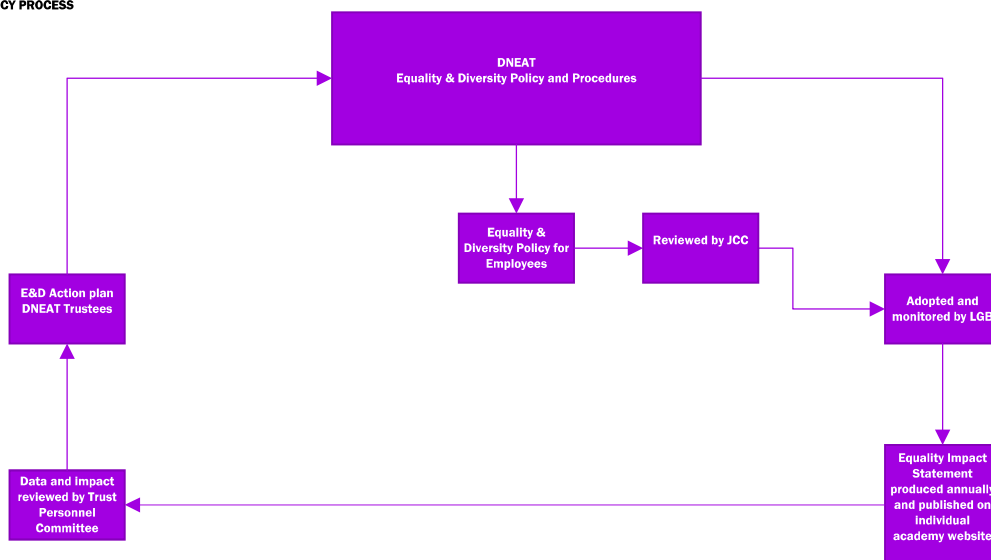 CY PROCESS
DNEAT
Equality & Diversity Policy and Procedures
Equality &
Diversity Policy for
Employees
Reviewed by JCC
E&D Action plan
DNEAT Trustees
Adopted and
monitored by LGB
Data and impact
reviewed by Trust
Personnel
Committee
Equality Impact
Statement
produced annually
and published on
individual
academy website